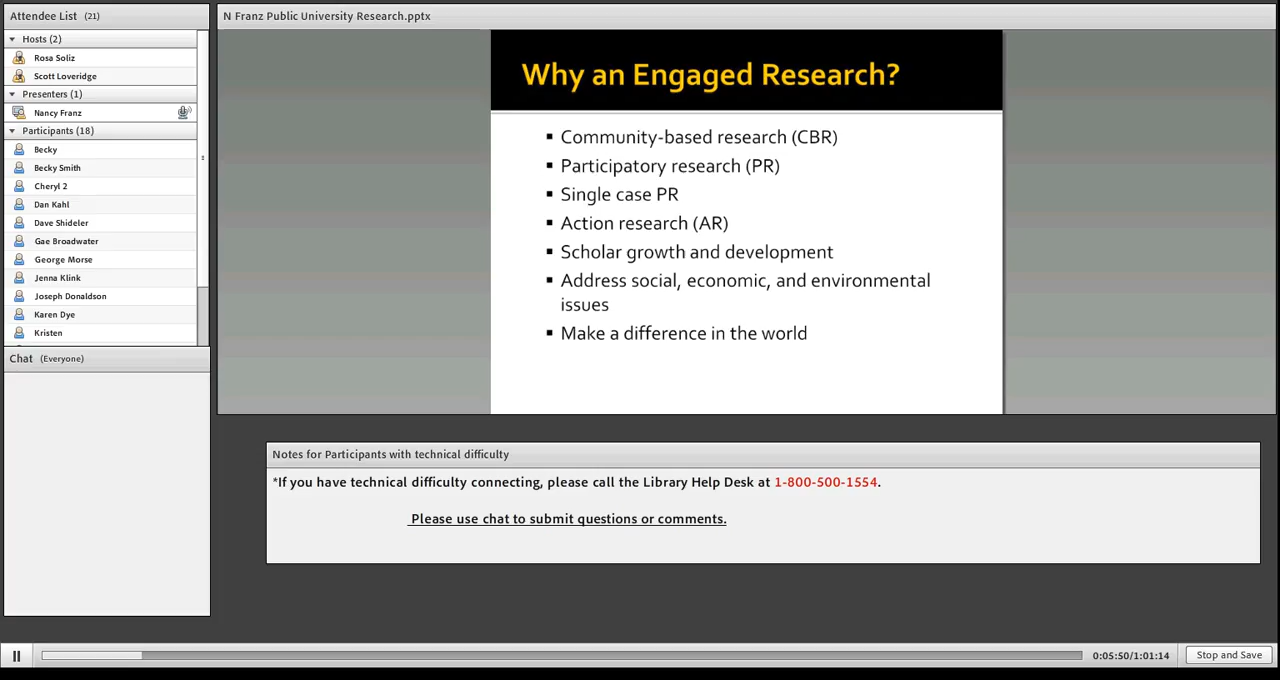 Attendee List (21)
Hosts (2)
Rosa Soliz
Scott Loveridge
Presenters (1)
Nancy Franz
Participants (18)
Becky
Becky Smith
Cheryl 2
Dan Kahl
Dave Shideler
Gae Broadwater
George Morse
Jenna Klink
Joseph Donaldson
Karen Dye
Kristen
Chat (Everyone)
N Franz Public University Research.pptx
Why an Engaged Research?
▪ Community-based research (CBR)
▪ Participatory research (PR)
▪ Single case PR
▪ Action research (AR)
▪ Scholar growth and development
▪ Address social, economic, and environmental
issues
▪ Make a difference in the world
Notes for Participants with technical difficulty
*If you have technical difficulty connecting, please call the Library Help Desk at 1-800-500-1554.
Please use chat to submit questions or comments.
0:05:50/1:01:14
Stop and Save